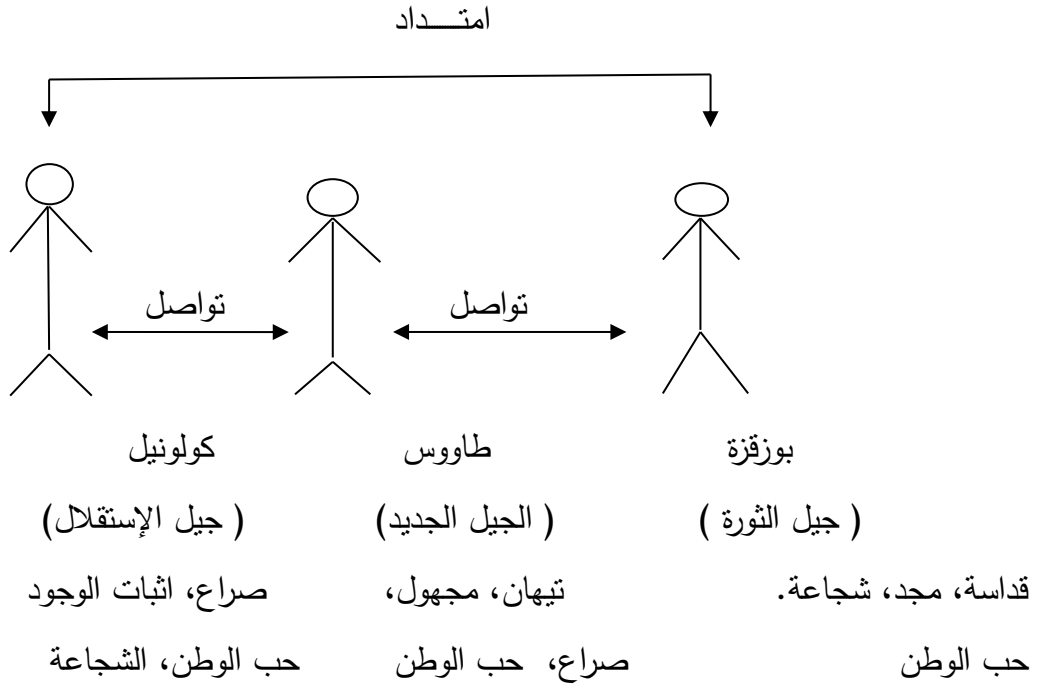 امتـــداد
تواصل تواصل
بوزقزة طاووس كولونيل
( جيل الثورة ) ( الجيل الجديد) ( جيل الإستقلال)
قداسة، مجد، شجاعة. تيهان، مجهول، صراع، اثبات الوجود
حب الوطن صراع، حب الوطن حب الوطن، الشجاعة